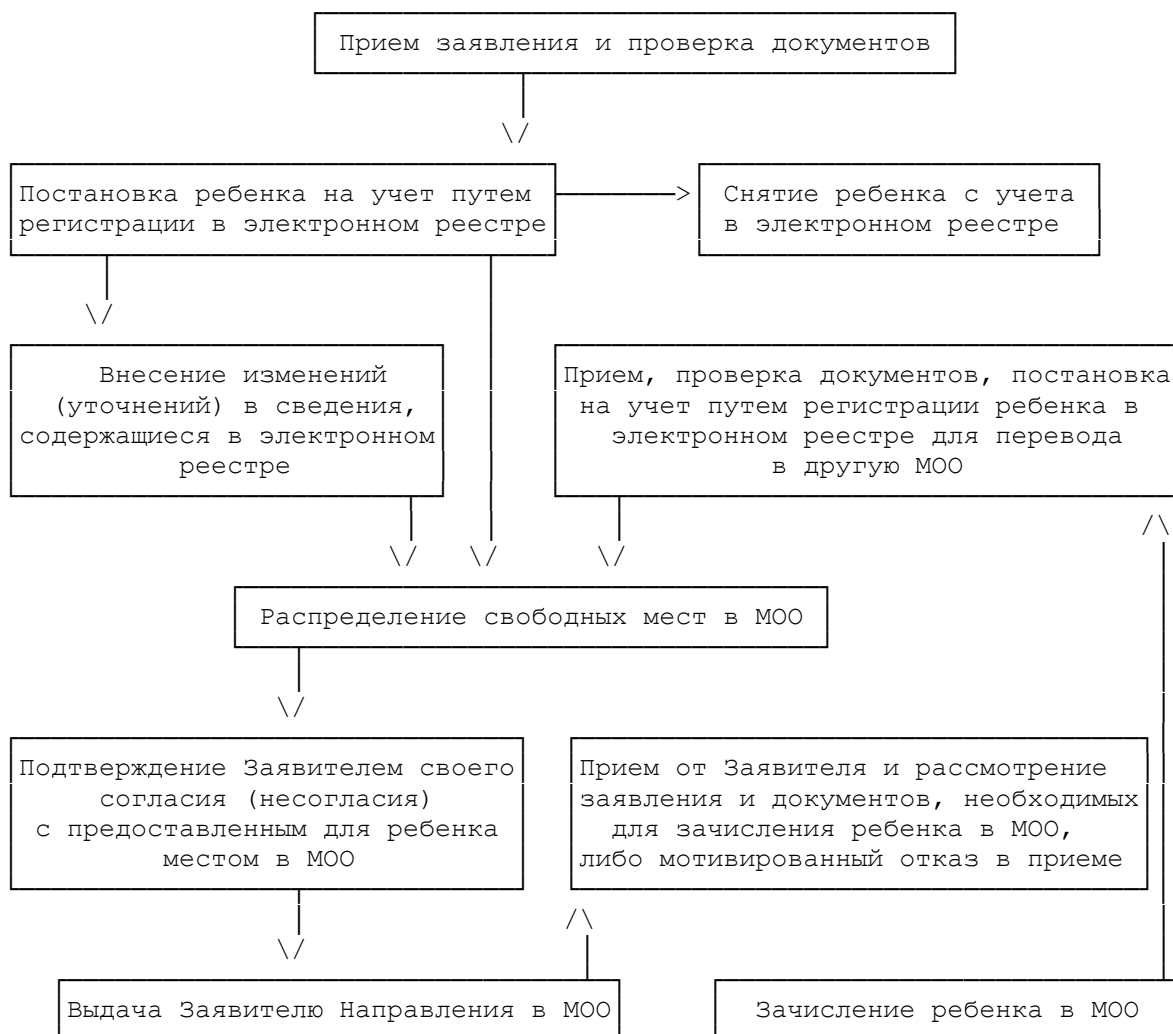 Прием заявления и проверка документов
Постановка ребенка на учет путем
регистрации в электронном реестре
Снятие ребенка с учета
в электронном реестре
Внесение изменений
(уточнений) в сведения,
содержащиеся в электронном
реестре
Прием, проверка документов, постановка
на учет путем регистрации ребенка в
электронном реестре для перевода
в другую МОО
Распределение свободных мест в МОО
Подтверждение Заявителем своего
согласия (несогласия)
с предоставленным для ребенка
местом в МОО
Прием от Заявителя и рассмотрение
заявления и документов, необходимых
для зачисления ребенка в МОО,
либо мотивированный отказ в приеме
Выдача Заявителю Направления в МОО
Зачисление ребенка в МОО